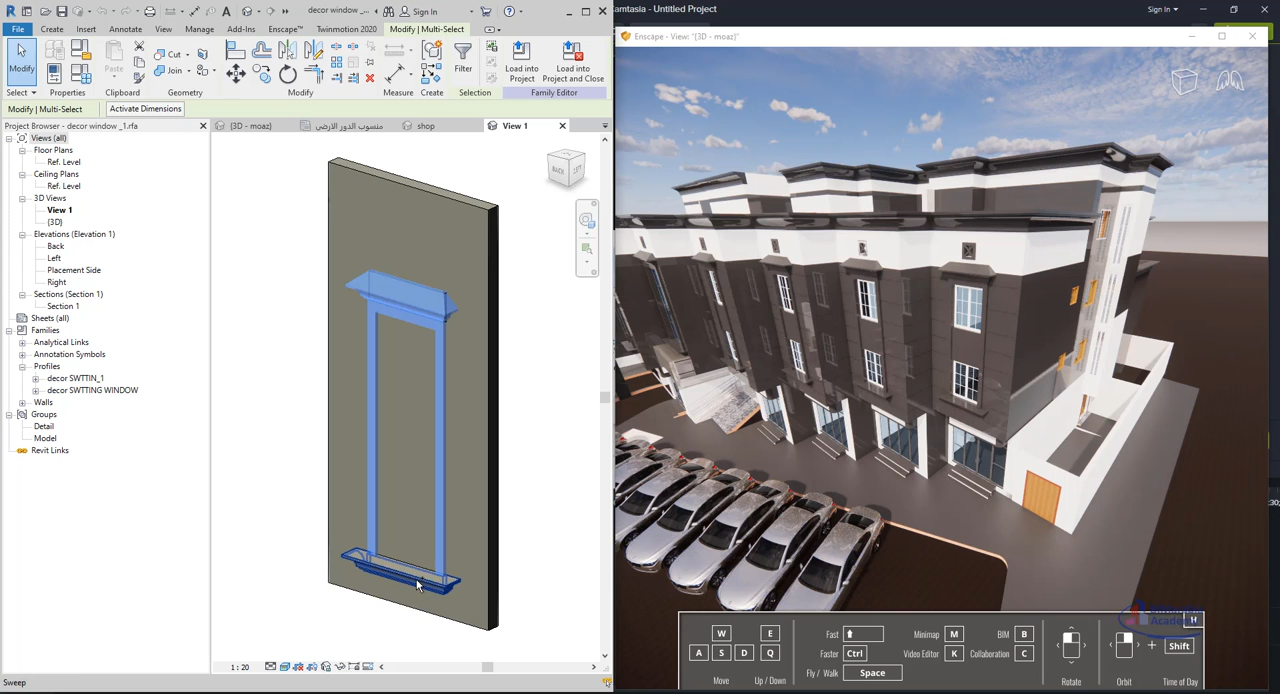 decor window ...
Sign In
File
Create
Insert
Annotate
View
Manage
Add-Ins
Enscape™
Twinmotion 2020
Modify | Multi-Select
Modify
Paste
Cut
Join
Filter
Load into
Project
Load into
Project and Close
Select
Properties
Clipboard
Geometry
Modify
Measure
Create
Selection
Family Editor
Modify | Multi-Select
Activate Dimensions
Project Browser - decor window _1.rfa
(3D - moaz)
منسوب الدور الارضي
shop
View 1
Views (all)
Floor Plans
Ref. Level
Ceiling Plans
Ref. Level
3D Views
View 1
{3D}
Elevations (Elevation 1)
Back
Left
Placement Side
Right
Sections (Section 1)
Section 1
Sheets (all)
Families
Analytical Links
Annotation Symbols
Profiles
decor SWTTIN_1
decor SWTTING WINDOW
Walls
Groups
Detail
Model
Revit Links
BACK
LEFT
1 : 20
Sweep
amtasia - Untitled Project
Sign In
Enscape - View: "{3D - moaz}"
W
E
A
S
D
Q
Move
Up / Down
Fast
Faster
Ctrl
Fly / Walk
Space
Minimap
M
Video Editor
K
BIM
B
Collaboration
C
Rotate
Orbit
+
H
Shift
Time of Day